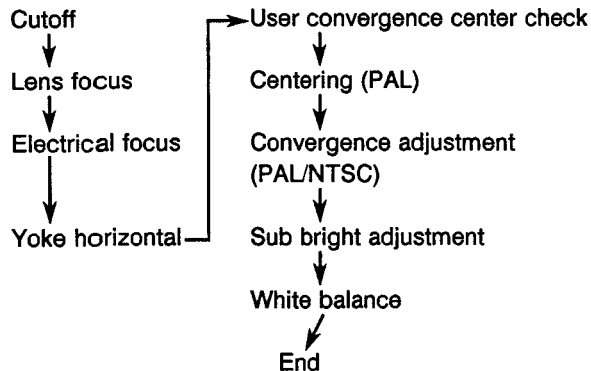 Cutoff
Lens focus
Electrical focus
Yoke horizontal
User convergence center check
Centering (PAL)
Convergence adjustment
(PAL/NTSC)
Sub bright adjustment
White balance
End